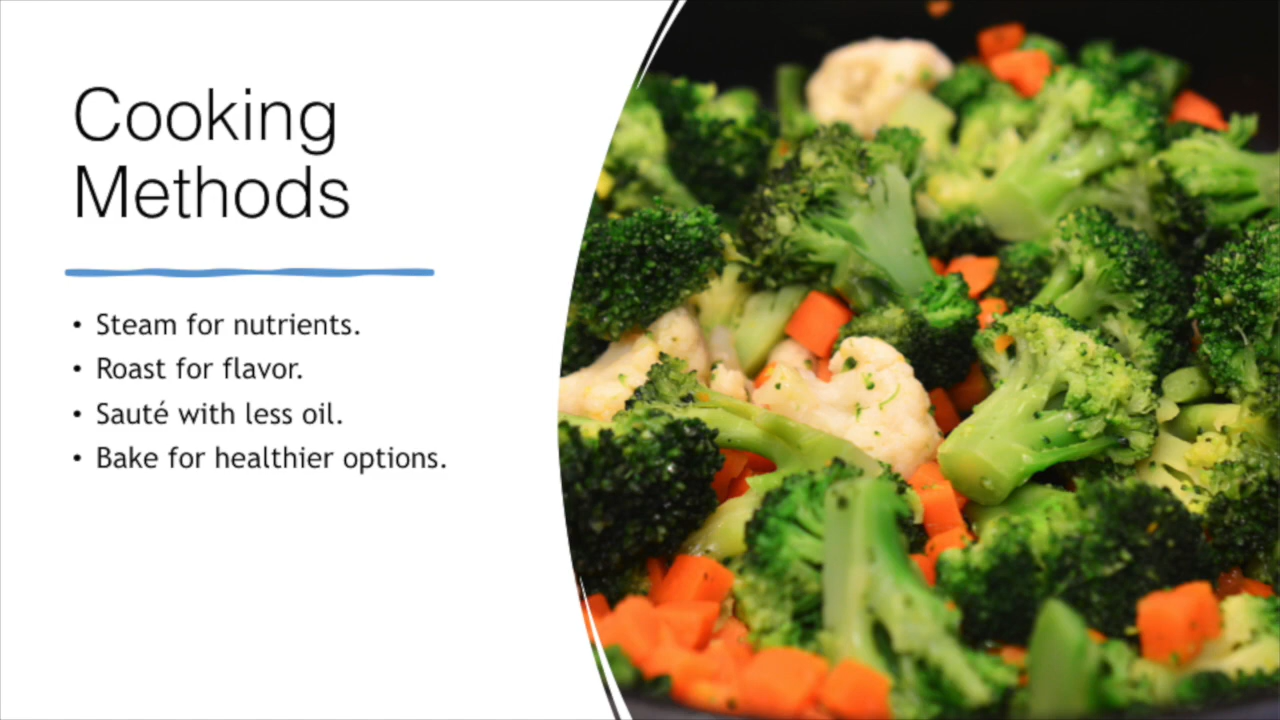 Cooking
Methods
• Steam for nutrients.
• Roast for flavor.
• Sauté with less oil.
• Bake for healthier options.